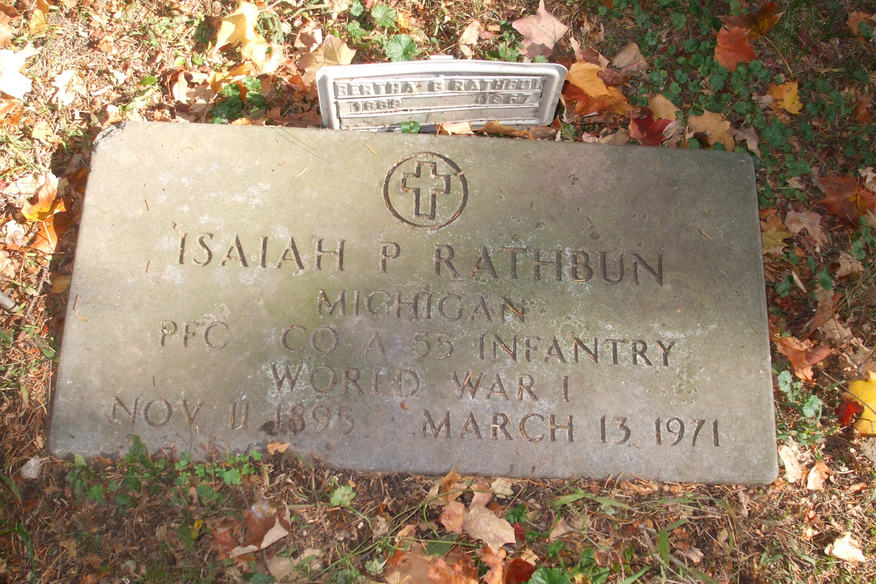 BERTHA B RATHBUN
ISAIAH P RATHBUN
MICHIGAN
PFC CO A 55 INFANTRY
WORLD WAR I
NOV 11 1895 MARCH 13 1971